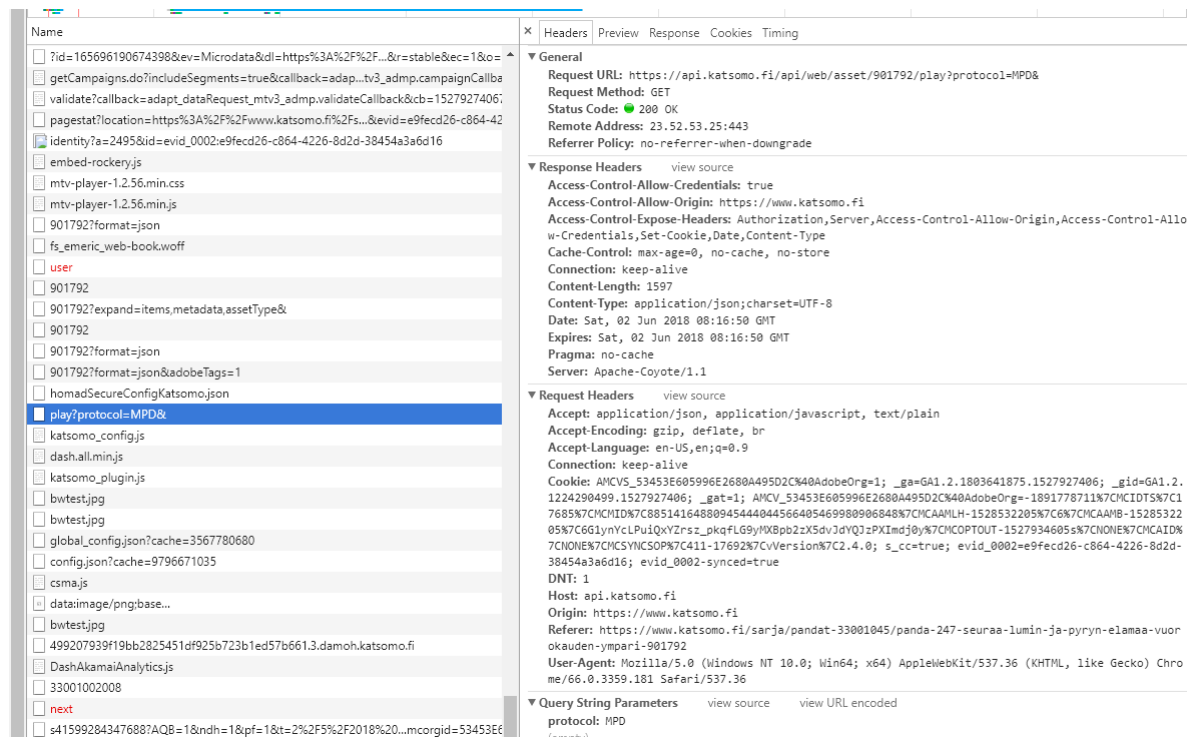 Name
?id=165696190674398&ev=Microdata&dl=https%3A%2F%2F...&r=stable&ec=1&o=
getCampaigns.do?includeSegments=true&callback=adap...tv3_admp.campaignCallba
validate?callback=adapt_dataRequest_mtv3_admp.validateCallback&cb=15279274067
pagestat?location=https%3A%2F%2Fwww.katsomo.fi%2Fs...&evid=e9fecd26-c864-42
identity?a=2495&id=evid_0002:e9fecd26-c864-4226-8d2d-38454a3a6d16
embed-rockery.js
mtv-player-1.2.56.min.css
mtv-player-1.2.56.min.js
901792?format=json
fs_emeric_web-book.woff
user
901792
901792?expand=items,metadata,assetType&
901792
901792?format=json
901792?format=json&adobeTags=1
homadSecureConfigKatsomo.json
play?protocol=MPD&
katsomo_config.js
dash.all.min.js
katsomo_plugin.js
bwtest.jpg
bwtest.jpg
global_config.json?cache=3567780680
config.json?cache=9796671035
csma.js
data:image/png;base...
bwtest.jpg
499207939f19bb2825451df925b723b1ed57b661.3.damoh.katsomo.fi
DashAkamaiAnalytics.js
33001002008
next
s41599284347688?AQB=1&ndh=1&pf=1&t=2%2F5%2F2018%20...mcorgid=53453E6
× Headers Preview Response Cookies Timing
▼ General
Request URL: https://api.katsomo.fi/api/web/asset/901792/play?protocol=MPD&
Request Method: GET
Status Code: 200 OK
Remote Address: 23.52.53.25:443
Referrer Policy: no-referrer-when-downgrade
▼ Response Headers view source
Access-Control-Allow-Credentials: true
Access-Control-Allow-Origin: https://www.katsomo.fi
Access-Control-Expose-Headers: Authorization,Server,Access-Control-Allow-Origin,Access-Control-Allo
w-Credentials,Set-Cookie,Date,Content-Type
Cache-Control: max-age=0, no-cache, no-store
Connection: keep-alive
Content-Length: 1597
Content-Type: application/json;charset=UTF-8
Date: Sat, 02 Jun 2018 08:16:50 GMT
Expires: Sat, 02 Jun 2018 08:16:50 GMT
Pragma: no-cache
Server: Apache-Coyote/1.1
▼ Request Headers view source
Accept: application/json, application/javascript, text/plain
Accept-Encoding: gzip, deflate, br
Accept-Language: en-US,en;q=0.9
Connection: keep-alive
Cookie: AMCVS_53453E605996E2680A495D2C%40AdobeOrg=1; _ga=GA1.2.1803641875.1527927406; _gid=GA1.2.
1224290499.1527927406; _gat=1; AMCV_53453E605996E2680A495D2C%40AdobeOrg=-1891778711%7CMCIDTS%7C1
7685%7CMCMID%7C88514164880945444044566405469980906848%7CMCAAMLH-1528532205%7C6%7CMCAAMB-15285322
05%7C6G1ynYcLPuiQxYZrsz_pkqfLG9yMXBpb2zX5dvJdYQJzPXImdj0y%7CMCOPTOUT-1527934605s%7CNONE%7CMCAID%
7CNONE%7CMCSYNCSOP%7C411-17692%7CvVersion%7C2.4.0; s_cc=true; evid_0002=e9fecd26-c864-4226-8d2d-
38454a3a6d16; evid_0002-synced=true
DNT: 1
Host: api.katsomo.fi
Origin: https://www.katsomo.fi
Referer: https://www.katsomo.fi/sarja/pandat-33001045/panda-247-seuraa-lumin-ja-pyryn-elamaa-vuor
okauden-ympari-901792
User-Agent: Mozilla/5.0 (Windows NT 10.0; Win64; x64) AppleWebKit/537.36 (KHTML, like Gecko) Chro
me/66.0.3359.181 Safari/537.36
▼ Query String Parameters view source view URL encoded
protocol: MPD
(empty)